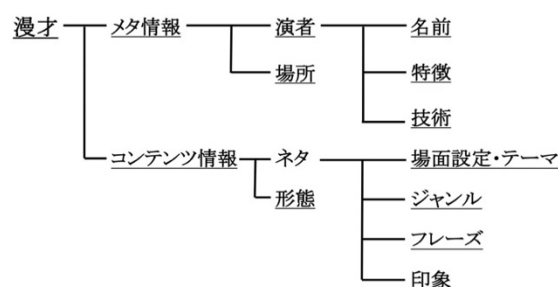 漫才 メタ情報 演者 名前
場所 特徴
技術
コンテンツ情報 ネタ 場面設定・テーマ
形態 ジャンル
フレーズ
印象